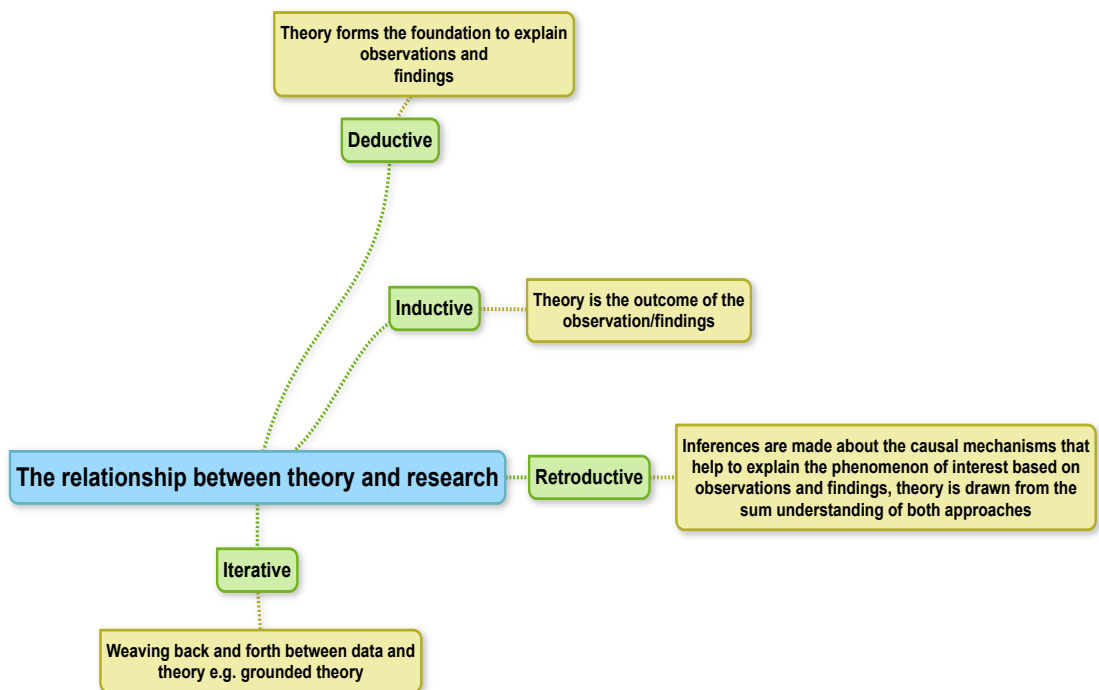 Theory forms the foundation to explain
observations and
findings
Deductive
Inductive
Theory is the outcome of the
observation/findings
The relationship between theory and research
Retroductive
Inferences are made about the causal mechanisms that
help to explain the phenomenon of interest based on
observations and findings, theory is drawn from the
sum understanding of both approaches
Iterative
Weaving back and forth between data and
theory e.g. grounded theory